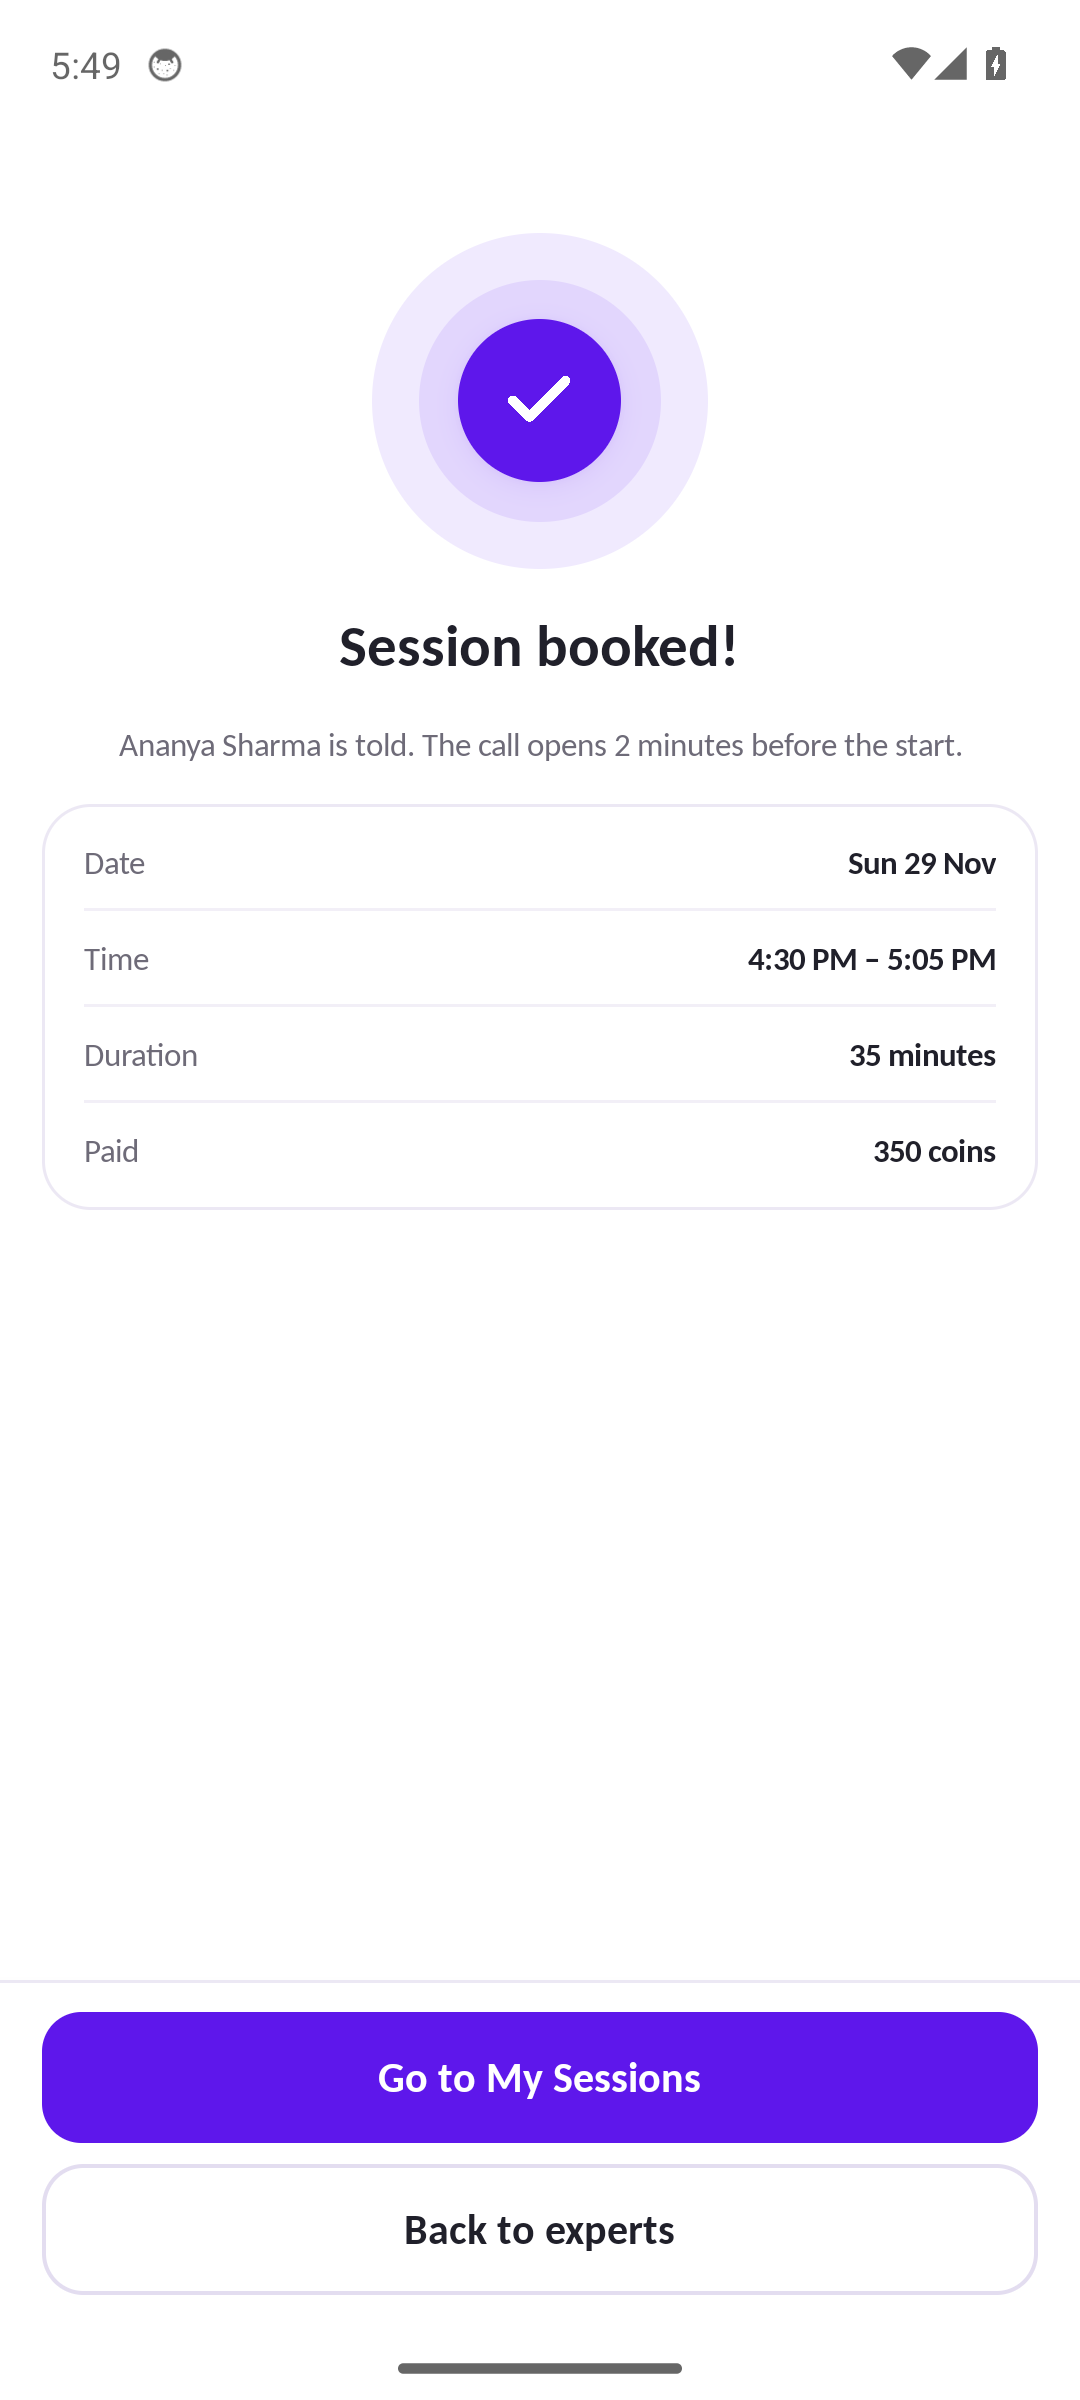 5:49
Session booked!
Ananya Sharma is told. The call opens 2 minutes before the start.
Date Sun 29 Nov
Time 4:30 PM – 5:05 PM
Duration 35 minutes
Paid 350 coins
Go to My Sessions
Back to experts